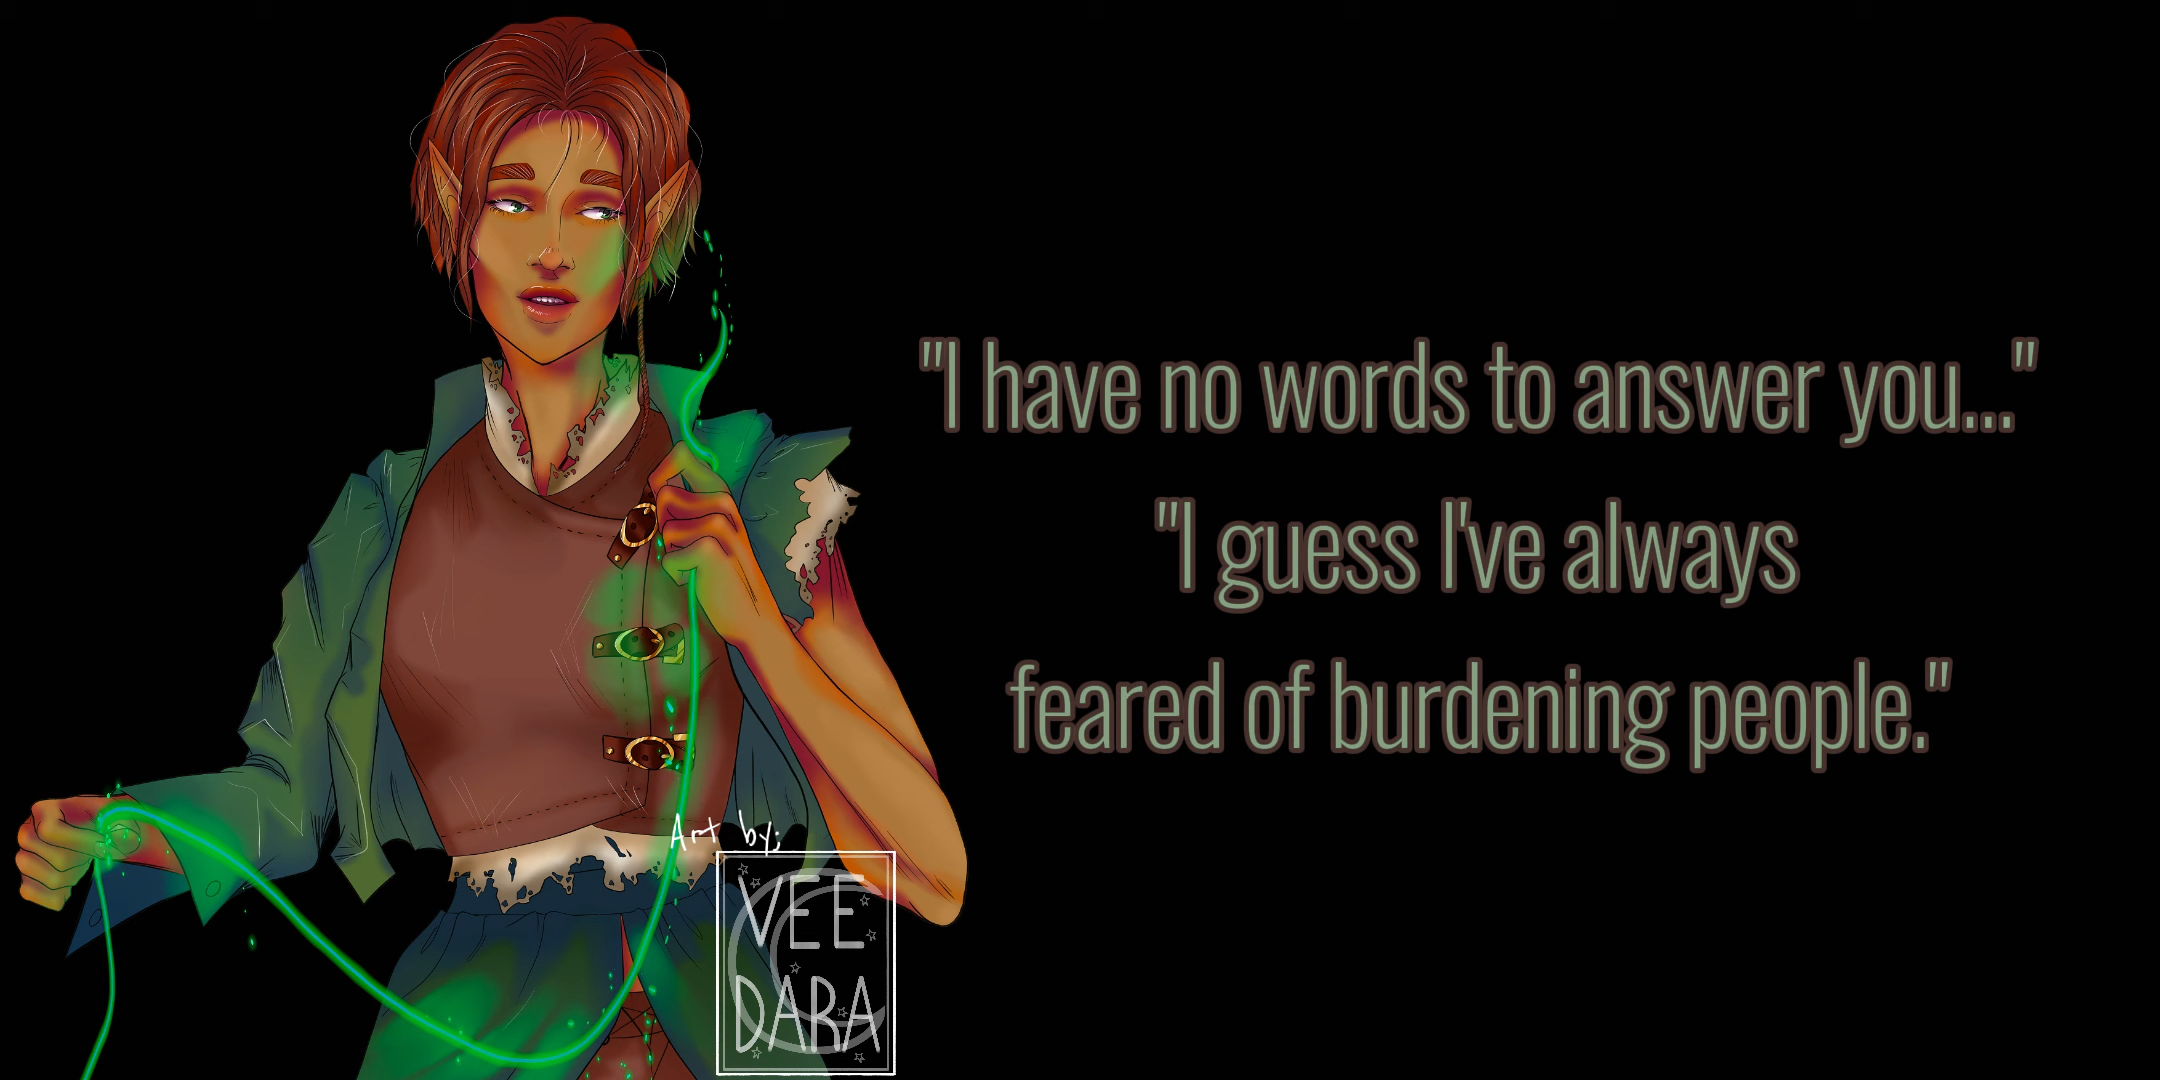 "I have no words to answer you..."
"I guess I've always
feared of burdening people."
Art by;
VEE
DARA